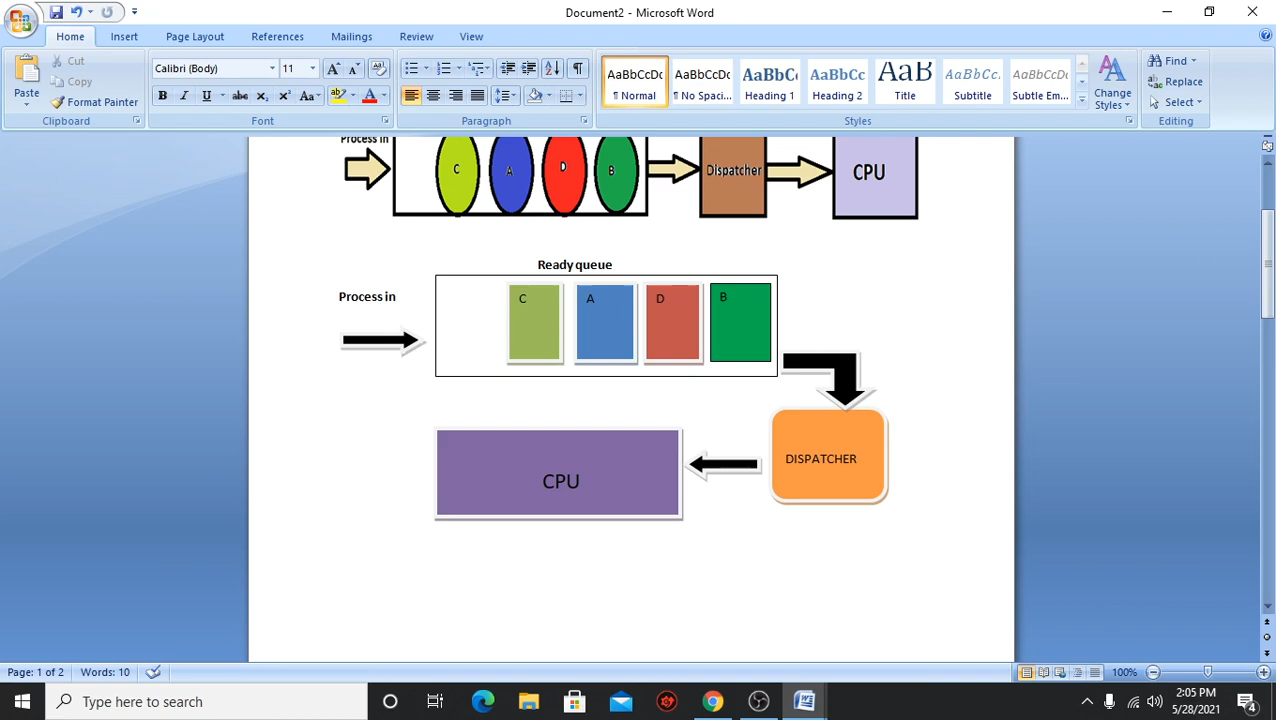 Document2 - Microsoft Word
Home Insert Page Layout References Mailings Review View
Paste
Cut
Copy
Format Painter
Clipboard
Calibri (Body) 11
Font
Paragraph
AaBbCcDc AaBbCcDc AaBbCc AaBbCc AaB AaBbCc. AaBbCcDc
¶ Normal ¶ No Spaci... Heading 1 Heading 2 Title Subtitle Subtle Em...
Change Styles
Styles
Find
Replace
Select
Editing
Process in
C A D B Dispatcher CPU
Ready queue
Process in
C A D B
DISPATCHER
CPU
Page: 1 of 2 Words: 10 100%
Type here to search
2:05 PM
5/28/2021
4